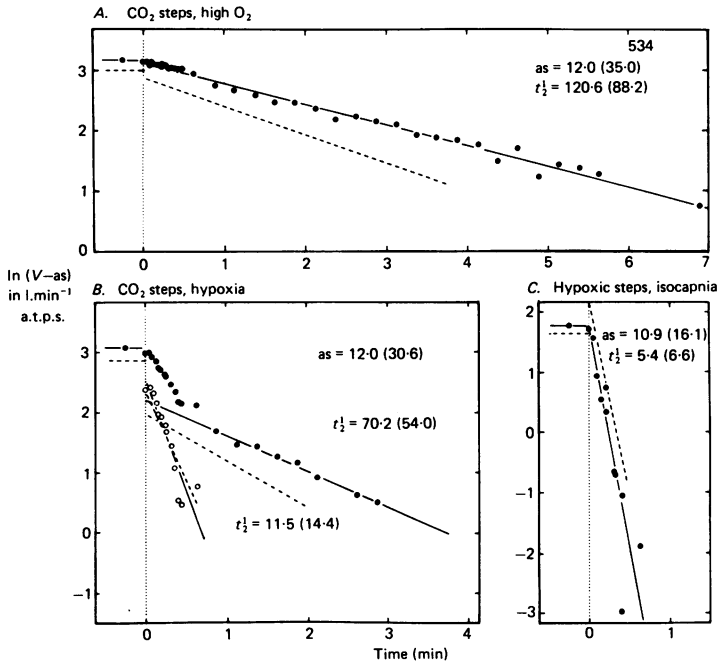 A. CO₂ steps, high O₂
534
as = 12·0 (35·0)
t½ = 120·6 (88·2)
3
2
1
0
0 1 2 3 4 5 6 7
ln (V—as)
in l.min⁻¹
a.t.p.s.
B. CO₂ steps, hypoxia
as = 12·0 (30·6)
t½ = 70·2 (54·0)
t½ = 11·5 (14·4)
3
2
1
0
−1
0 1 2 3 4
Time (min)
C. Hypoxic steps, isocapnia
as = 10·9 (16·1)
t½ = 5·4 (6·6)
2
1
0
−1
−2
−3
0 1